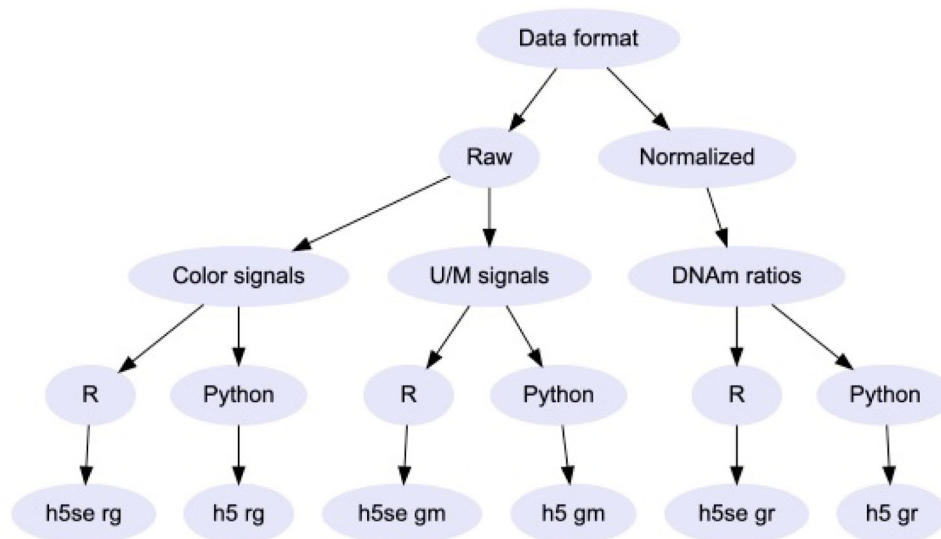 Data format
Raw
Normalized
Color signals
U/M signals
DNAm ratios
R
Python
R
Python
R
Python
h5se rg
h5 rg
h5se gm
h5 gm
h5se gr
h5 gr